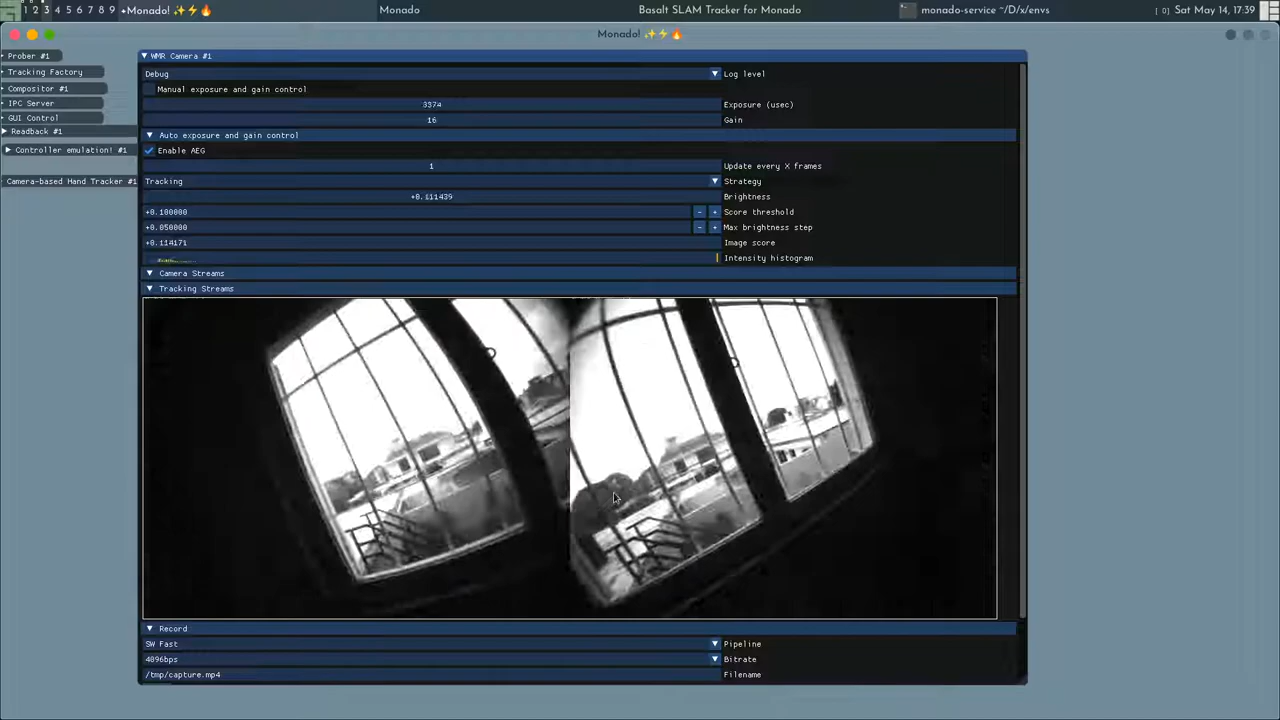 1 2 3 4 5 6 7 8 9 +Monado! ✨⚡🔥 Monado Basalt SLAM Tracker for Monado monado-service ~/D/x/envs [ 0] Sat May 14, 17:39
Monado! ✨⚡🔥
Prober #1
Tracking Factory
Compositor #1
IPC Server
GUI Control
Readback #1
Controller emulation! #1
Camera-based Hand Tracker #1
WMR Camera #1
Debug Log level
Manual exposure and gain control
3374 Exposure (usec)
16 Gain
Auto exposure and gain control
Enable AEG
1 Update every X frames
Tracking Strategy
+0.111439 Brightness
+0.100000 - + Score threshold
+0.050000 - + Max brightness step
+0.114171 Image score
Intensity histogram
Camera Streams
Tracking Streams
Record
SW Fast Pipeline
4096bps Bitrate
/tmp/capture.mp4 Filename